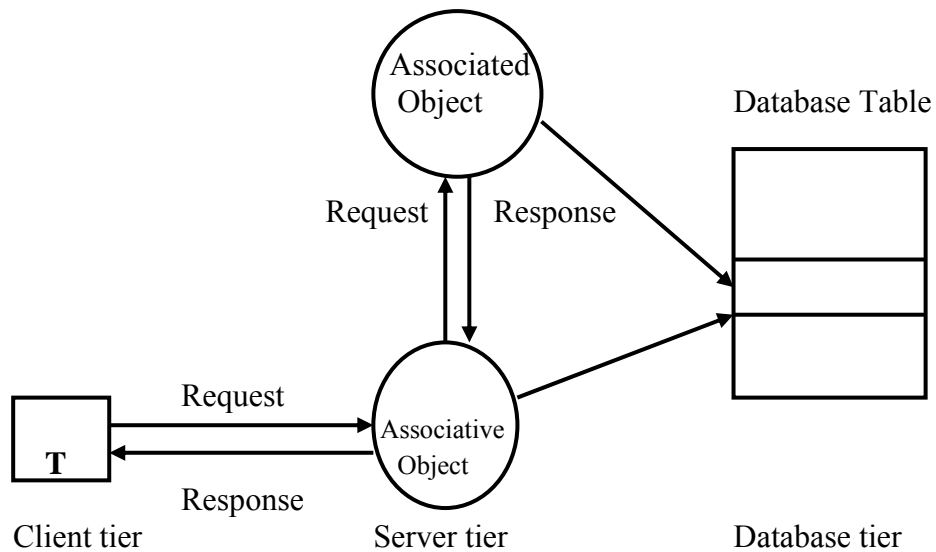 Associated
Object
Database Table
Request
Response
Request
Associative
Object
T
Response
Client tier
Server tier
Database tier